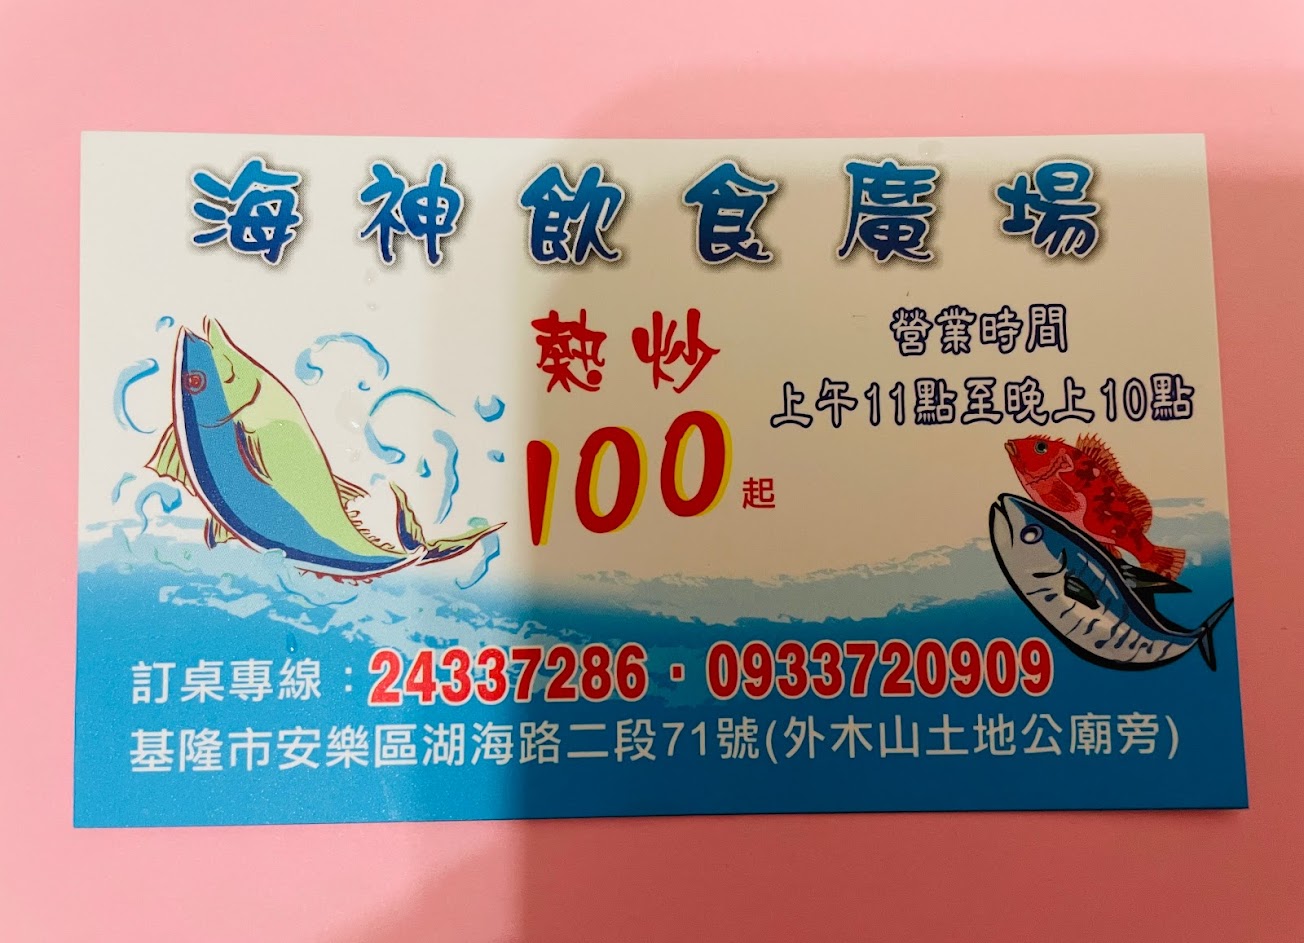 海神飲食廣場
熱炒
100起
營業時間
上午11點至晚上10點
訂桌專線：24337286·0933720909
基隆市安樂區湖海路二段71號(外木山土地公廟旁)